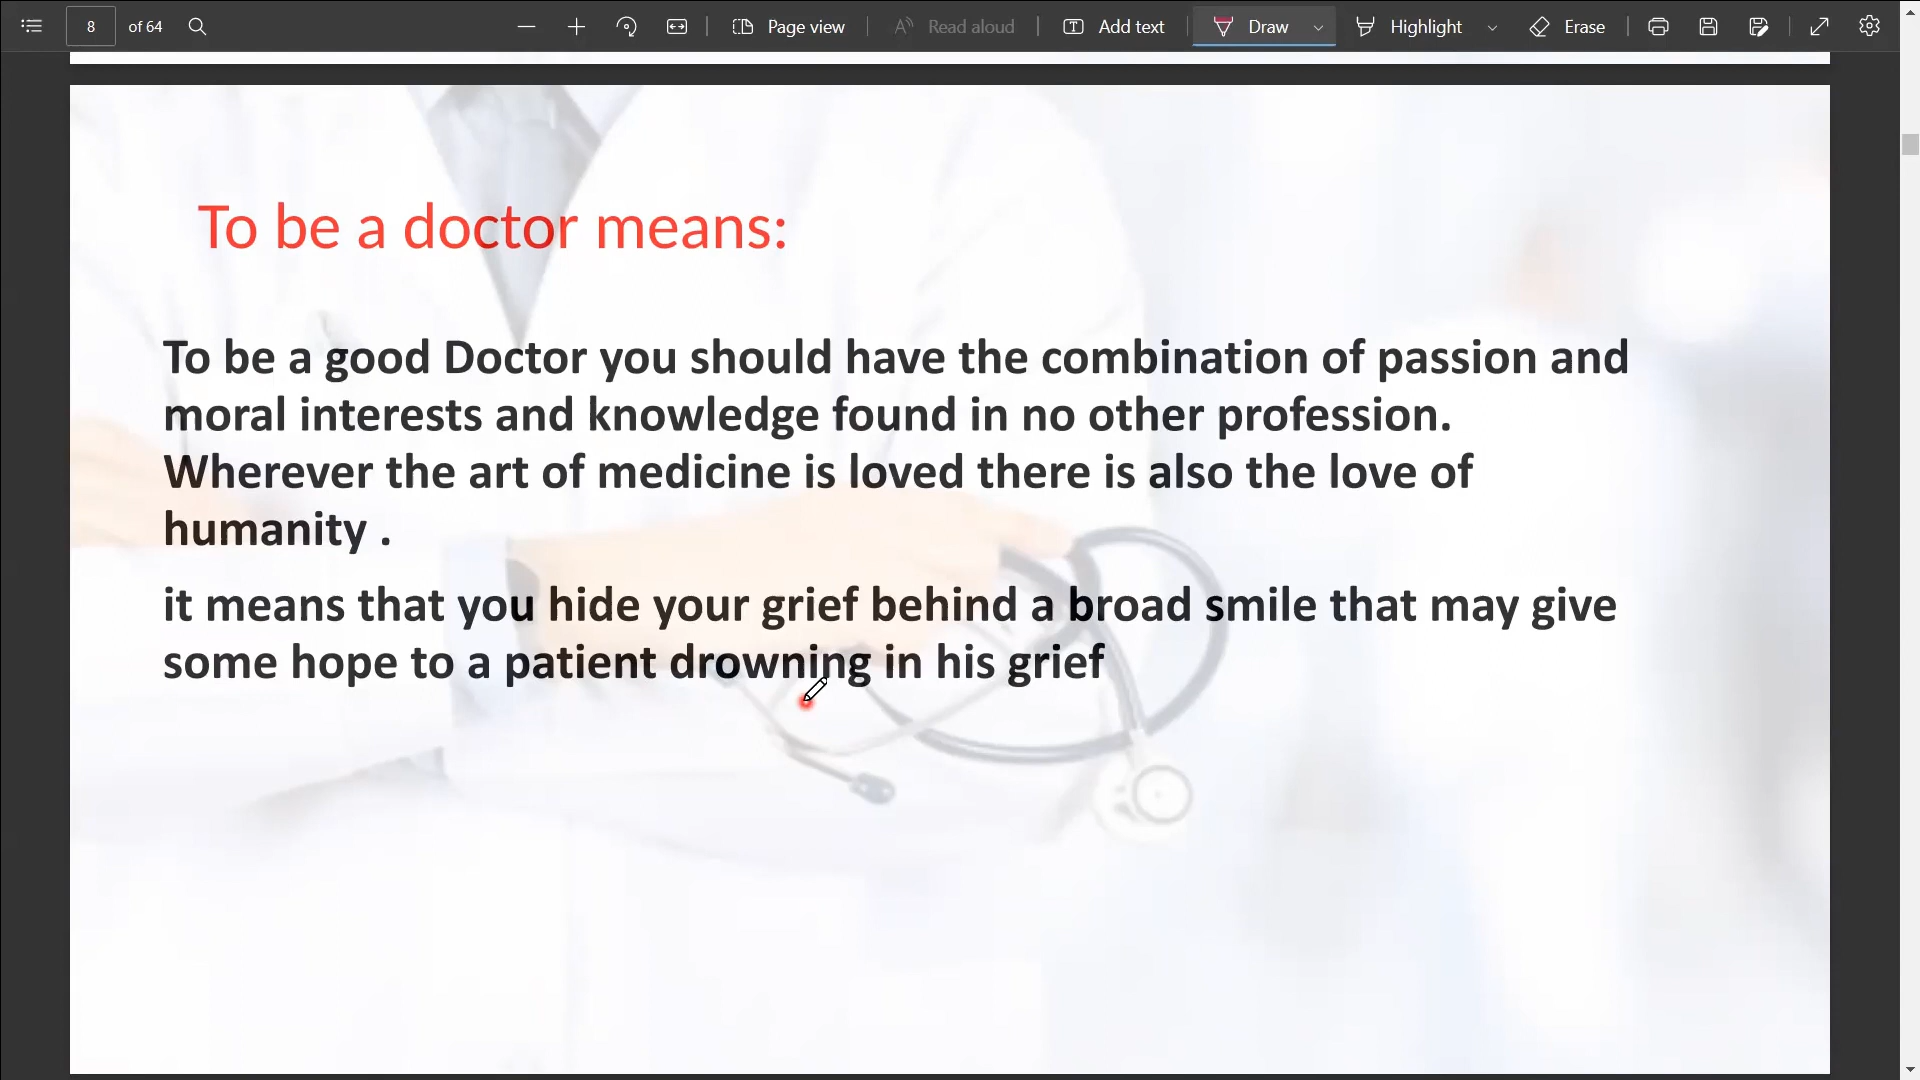 8 of 64 Page view Read aloud Add text Draw Highlight Erase
To be a doctor means:
To be a good Doctor you should have the combination of passion and
moral interests and knowledge found in no other profession.
Wherever the art of medicine is loved there is also the love of
humanity .
it means that you hide your grief behind a broad smile that may give
some hope to a patient drowning in his grief